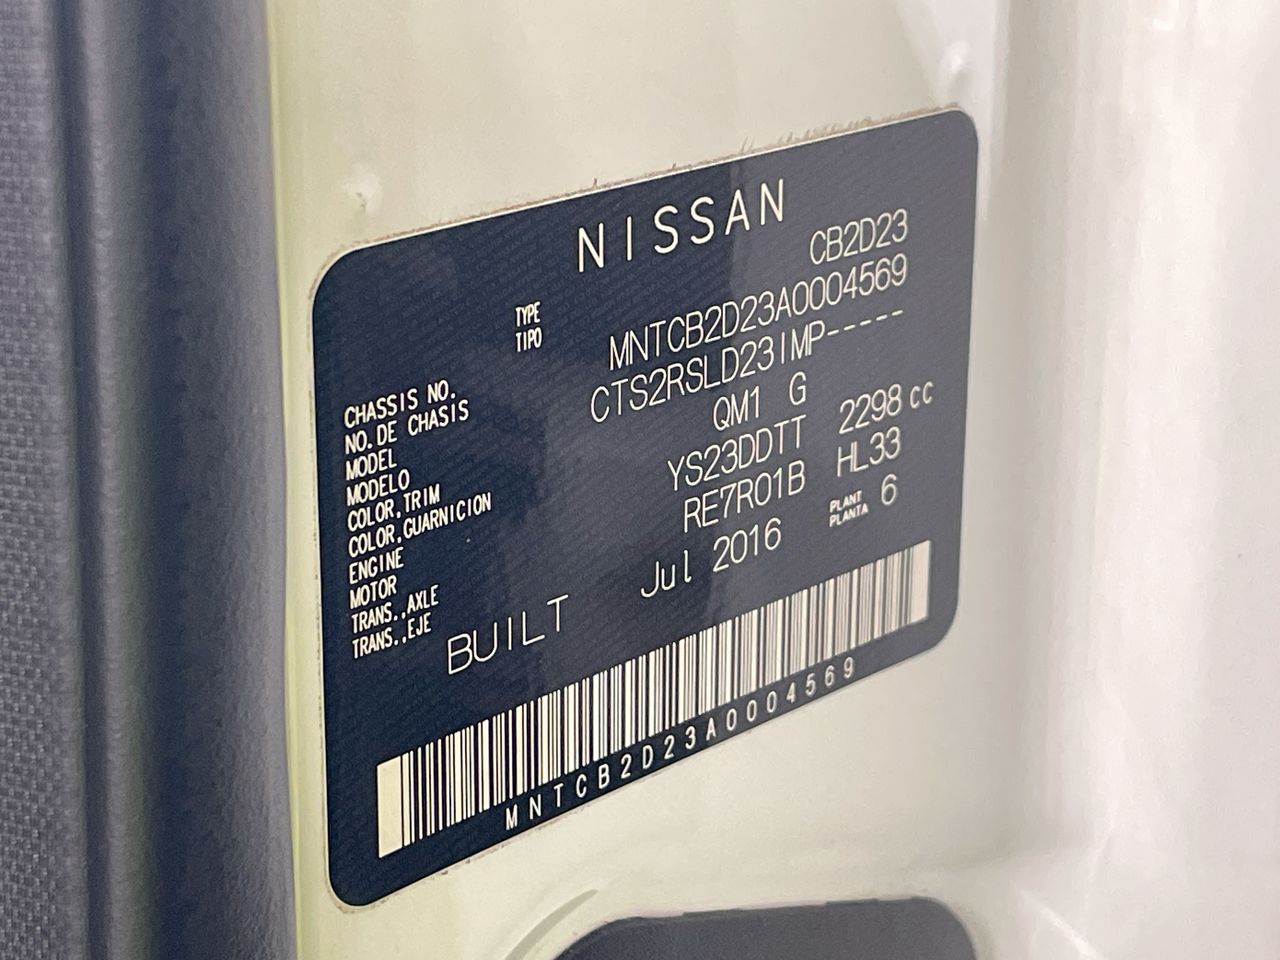 NISSAN
TYPE CB2D23
TIPO
CHASSIS NO. MNTCB2D23A0004569
NO.DE CHASIS
MODEL CTS2RSLD23IMP-----
MODELO
COLOR,TRIM QM1 G
COLOR,GUARNICION
ENGINE YS23DDTT 2298 cc
MOTOR
TRANS.,AXLE RE7R01B HL33
TRANS.,EJE
BUILT Jul 2016 PLANT 6
PLANTA
MNTCB2D23A0004569